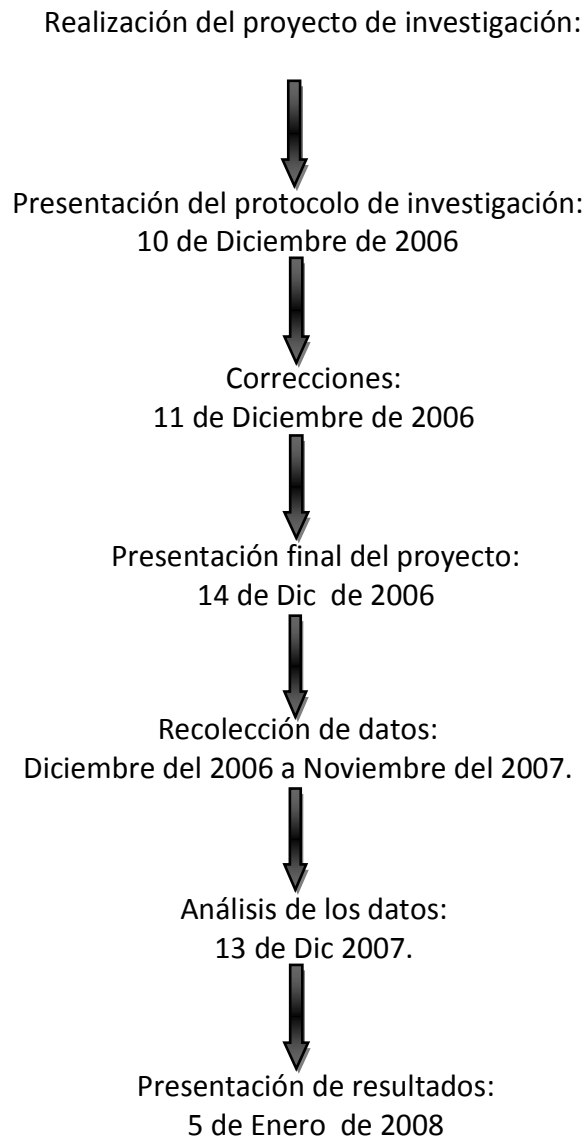 Realización del proyecto de investigación:
Presentación del protocolo de investigación:
10 de Diciembre de 2006
Correcciones:
11 de Diciembre de 2006
Presentación final del proyecto:
14 de Dic  de 2006
Recolección de datos:
Diciembre del 2006 a Noviembre del 2007.
Análisis de los datos:
13 de Dic 2007.
Presentación de resultados:
5 de Enero  de 2008